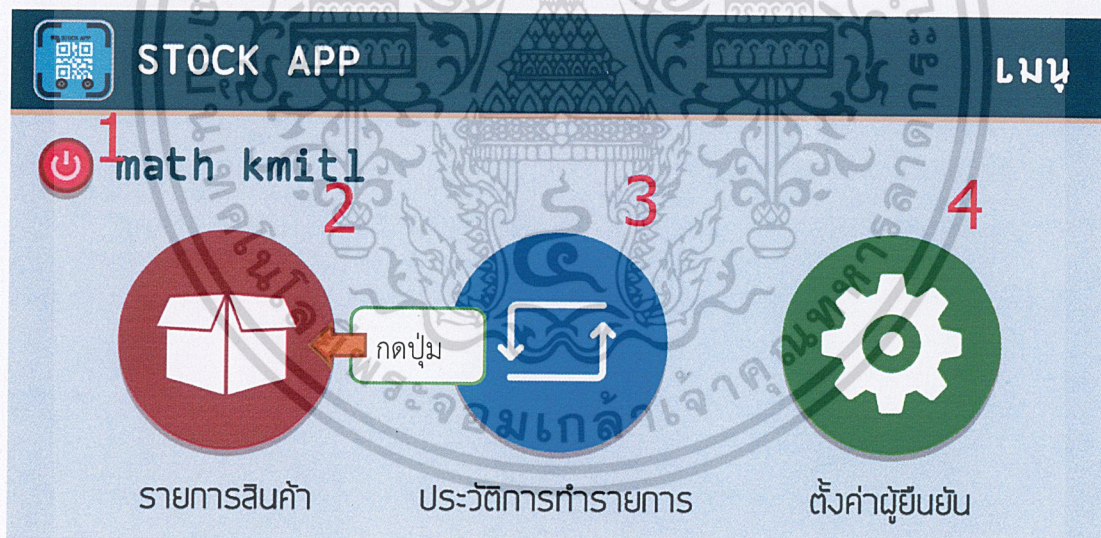 STOCK APP เมนู
1
math kmitl
2 3 4
กดปุ่ม
รายการสินค้า ประวัติการทำรายการ ตั้งค่าผู้ยืนยัน